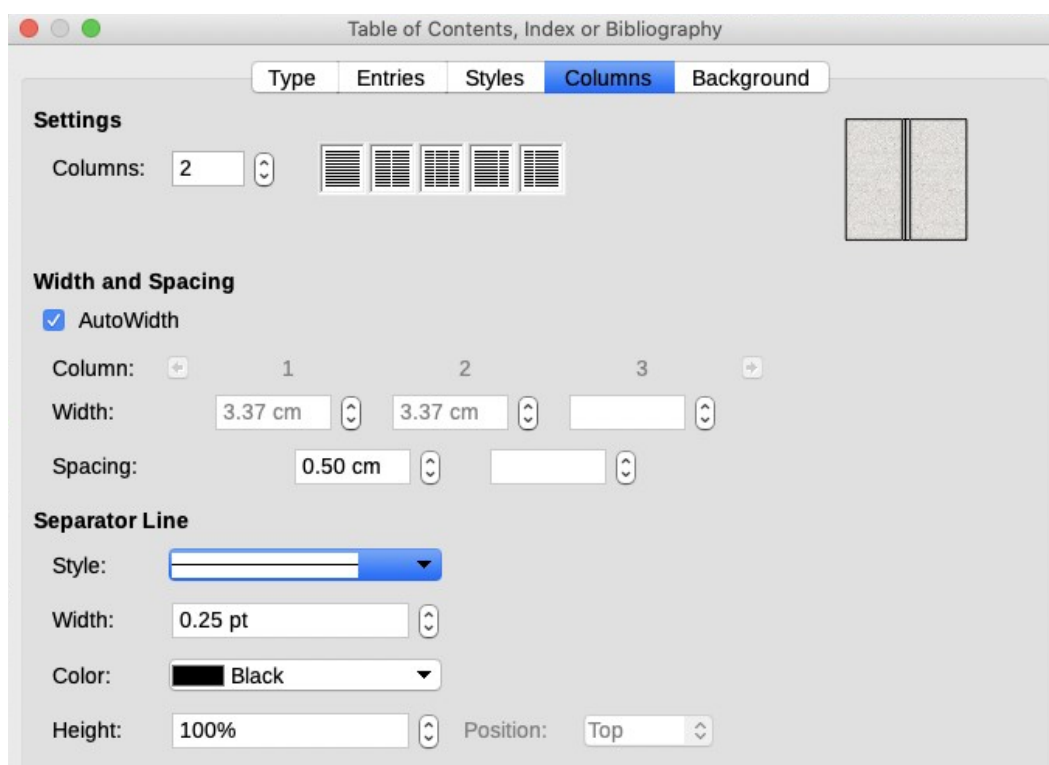 Table of Contents, Index or Bibliography
Type Entries Styles Columns Background
Settings
Columns: 2
Width and Spacing
AutoWidth
Column: 1 2 3
Width: 3.37 cm 3.37 cm
Spacing: 0.50 cm
Separator Line
Style:
Width: 0.25 pt
Color: Black
Height: 100% Position: Top